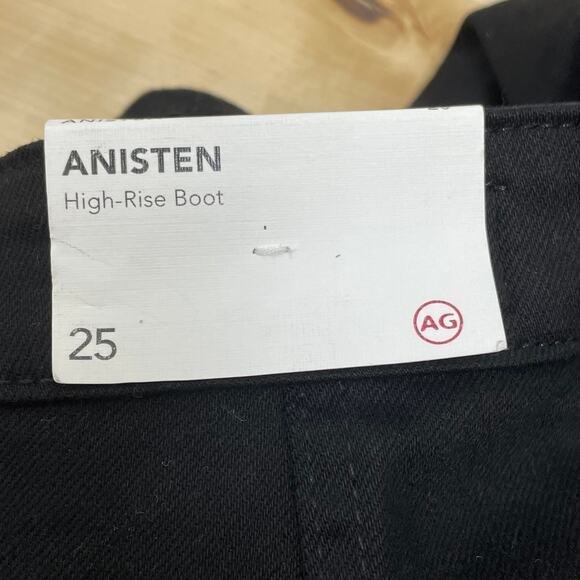 ANISTEN
High-Rise Boot
25
AG